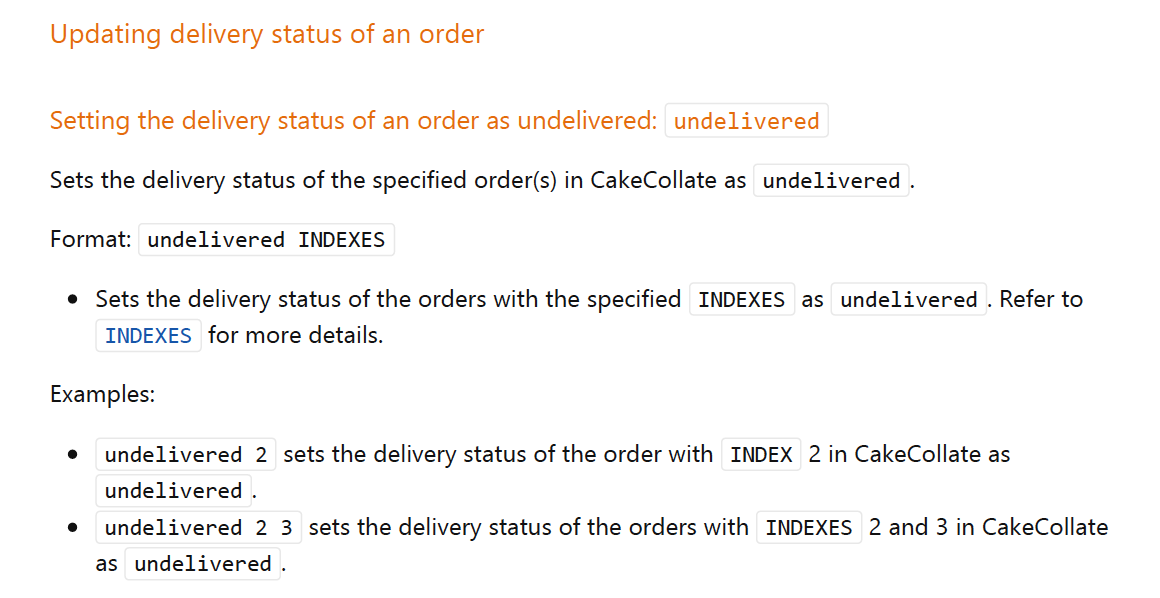 Updating delivery status of an order
Setting the delivery status of an order as undelivered: undelivered
Sets the delivery status of the specified order(s) in CakeCollate as undelivered.
Format: undelivered INDEXES
• Sets the delivery status of the orders with the specified INDEXES as undelivered. Refer to
INDEXES for more details.
Examples:
• undelivered 2 sets the delivery status of the order with INDEX 2 in CakeCollate as
undelivered.
• undelivered 2 3 sets the delivery status of the orders with INDEXES 2 and 3 in CakeCollate
as undelivered.